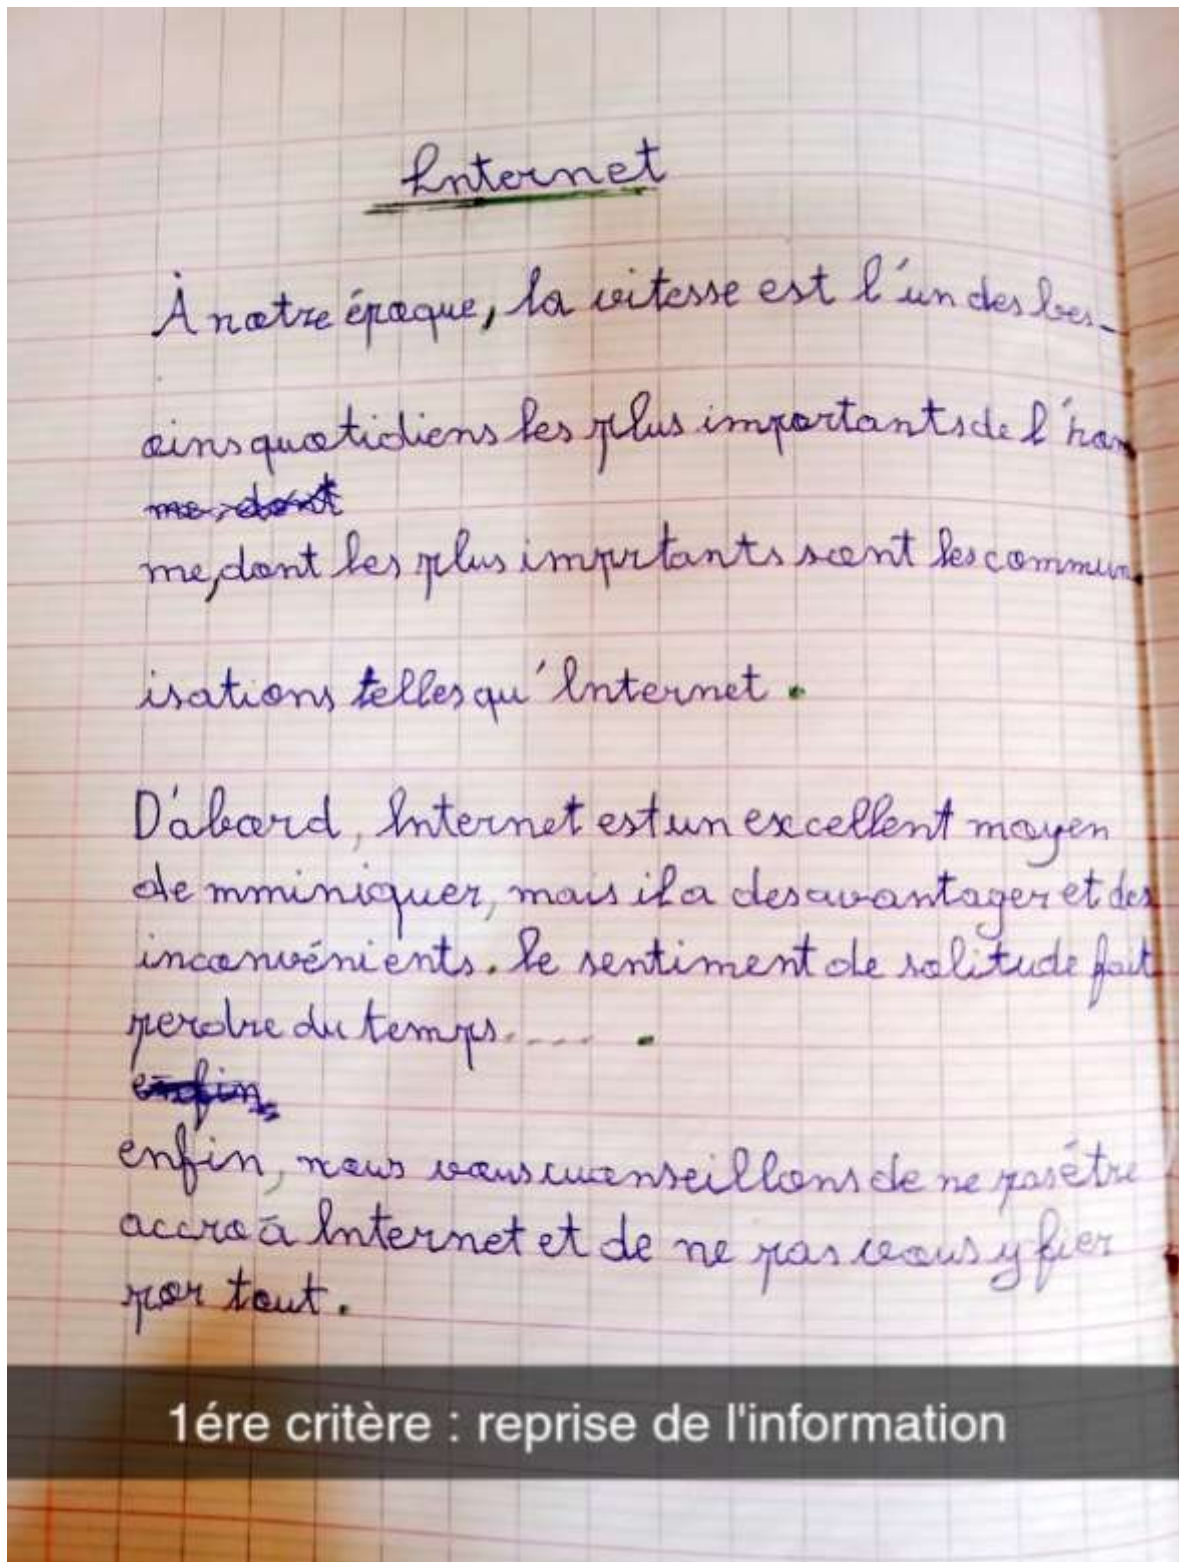 Internet
À notre époque, la vitesse est l'un des bes-
oins quotidiens les plus importants de l'hom
me, dont
me, dont les plus imprtants sont les commun
isations telles qu'Internet.
D'abord, Internet est un excellent moyen
de mminiquer, mais il a des avantager et des
inconvénients. le sentiment de solitude fait
perdre du temps.....
enfin,
enfin, nous vous cuonseillons de ne pas être
accro à Internet et de ne pas vous y fier
por tout.
1ére critère : reprise de l'information